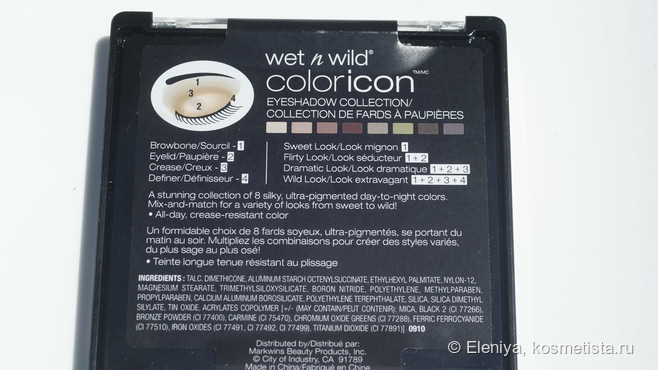 wet n wild®
coloricon™/MC
EYESHADOW COLLECTION/
COLLECTION DE FARDS À PAUPIÈRES
1
3
2
4
Browbone/Sourcil - 1
Eyelid/Paupière - 2
Crease/Creux - 3
Definer/Définisseur - 4
Sweet Look/Look mignon 1
Flirty Look/Look séducteur 1 + 2
Dramatic Look/Look dramatique 1 + 2 + 3
Wild Look/Look extravagant 1 + 2 + 3 + 4
A stunning collection of 8 silky, ultra-pigmented day-to-night colors.
Mix-and-match for a variety of looks from sweet to wild!
• All-day, crease-resistant color
Un formidable choix de 8 fards soyeux, ultra-pigmentés, se portant du
matin au soir. Multipliez les combinaisons pour créer des styles variés,
du plus sage au plus osé!
• Teinte longue tenue résistant au plissage
INGREDIENTS : TALC, DIMETHICONE, ALUMINUM STARCH OCTENYLSUCCINATE, ETHYLHEXYL PALMITATE, NYLON-12,
MAGNESIUM STEARATE, TRIMETHYLSILOXYSILICATE, BORON NITRIDE, POLYETHYLENE, METHYLPARABEN,
PROPYLPARABEN, CALCIUM ALUMINUM BOROSILICATE, POLYETHYLENE TEREPHTHALATE, SILICA, SILICA DIMETHYL
SILYLATE, TIN OXIDE, ACRYLATES COPOLYMER [+/- (MAY CONTAIN/PEUT CONTENIR): MICA, BLACK 2 (CI 77266),
BRONZE POWDER (CI 77400), CARMINE (CI 75470), CHROMIUM OXIDE GREENS (CI 77288), FERRIC FERROCYANIDE
(CI 77510), IRON OXIDES (CI 77491, CI 77492, CI 77499), TITANIUM DIOXIDE (CI 77891)] 0910
Distributed by/Distribué par:
Markwins Beauty Products, Inc.
© City of Industry, CA 91789
Made in China/Fabriqué en Chine
© Eleniya, kosmetista.ru